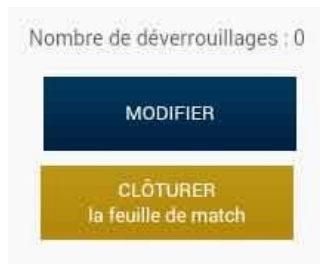 Nombre de déverrouillages : 0
MODIFIER
CLÔTURER
la feuille de match